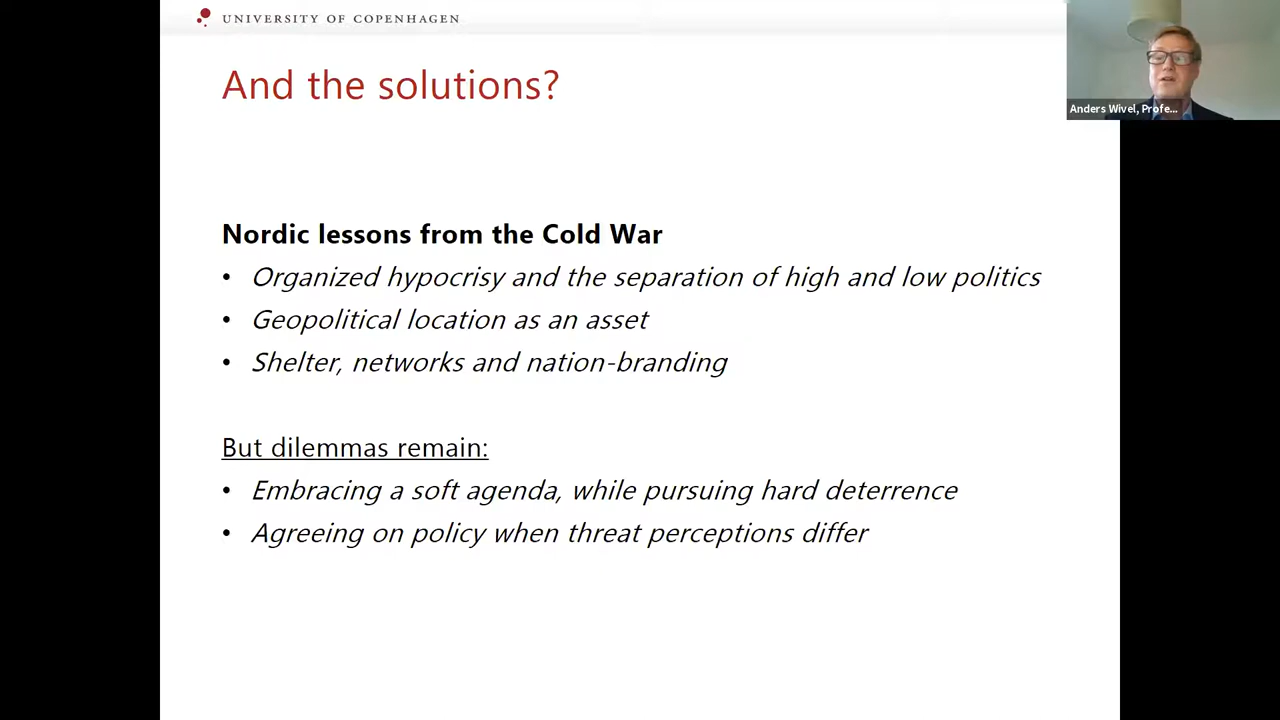 UNIVERSITY OF COPENHAGEN
And the solutions?
Anders Wivel, Profe...
Nordic lessons from the Cold War
• Organized hypocrisy and the separation of high and low politics
• Geopolitical location as an asset
• Shelter, networks and nation-branding
But dilemmas remain:
• Embracing a soft agenda, while pursuing hard deterrence
• Agreeing on policy when threat perceptions differ